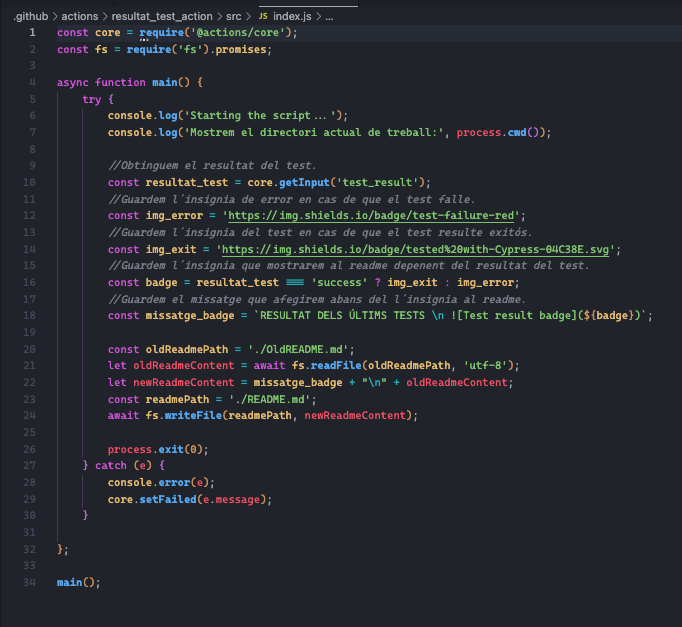 .github > actions > resultat_test_action > src > JS index.js > ...
1 const core = require('@actions/core');
2 const fs = require('fs').promises;
3
4 async function main() {
5 try {
6 console.log('Starting the script...');
7 console.log('Mostrem el directori actual de treball:', process.cwd());
8
9 //Obtinguem el resultat del test.
10 const resultat_test = core.getInput('test_result');
11 //Guardem l´insignia de error en cas de que el test falle.
12 const img_error = 'https://img.shields.io/badge/test-failure-red';
13 //Guardem l´insignia del test en cas de que el test resulte exitós.
14 const img_exit = 'https://img.shields.io/badge/tested%20with-Cypress-04C38E.svg';
15 //Guardem l´insignia que mostrarem al readme depenent del resultat del test.
16 const badge = resultat_test === 'success' ? img_exit : img_error;
17 //Guardem el missatge que afegirem abans del l´insignia al readme.
18 const missatge_badge = `RESULTAT DELS ÚLTIMS TESTS \n ![Test result badge](${badge})`;
19
20 const oldReadmePath = './OldREADME.md';
21 let oldReadmeContent = await fs.readFile(oldReadmePath, 'utf-8');
22 let newReadmeContent = missatge_badge + "\n" + oldReadmeContent;
23 const readmePath = './README.md';
24 await fs.writeFile(readmePath, newReadmeContent);
25
26 process.exit(0);
27 } catch (e) {
28 console.error(e);
29 core.setFailed(e.message);
30 }
31
32 };
33
34 main();